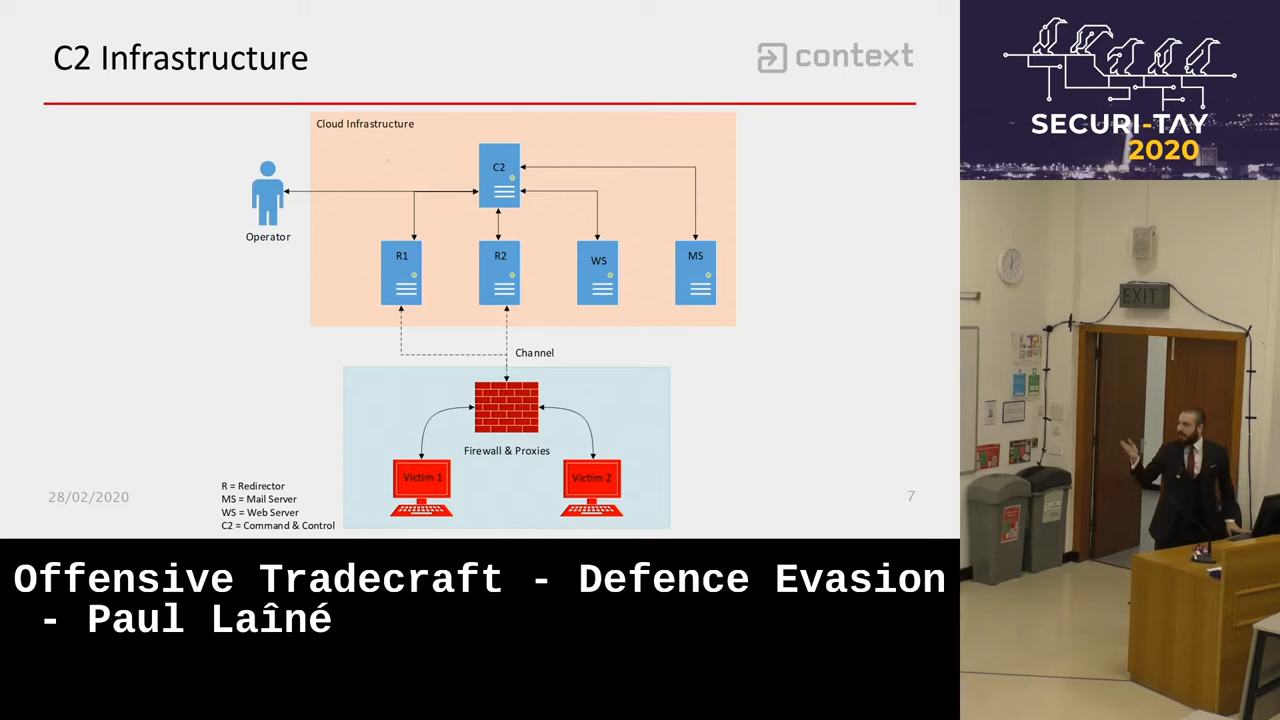 C2 Infrastructure
context
Cloud Infrastructure
C2
Operator
R1
R2
WS
MS
Channel
Firewall & Proxies
Victim 1
Victim 2
R = Redirector
MS = Mail Server
WS = Web Server
C2 = Command & Control
28/02/2020
7
SECURI-TAY
2020
EXIT
Offensive Tradecraft - Defence Evasion
- Paul Laîné